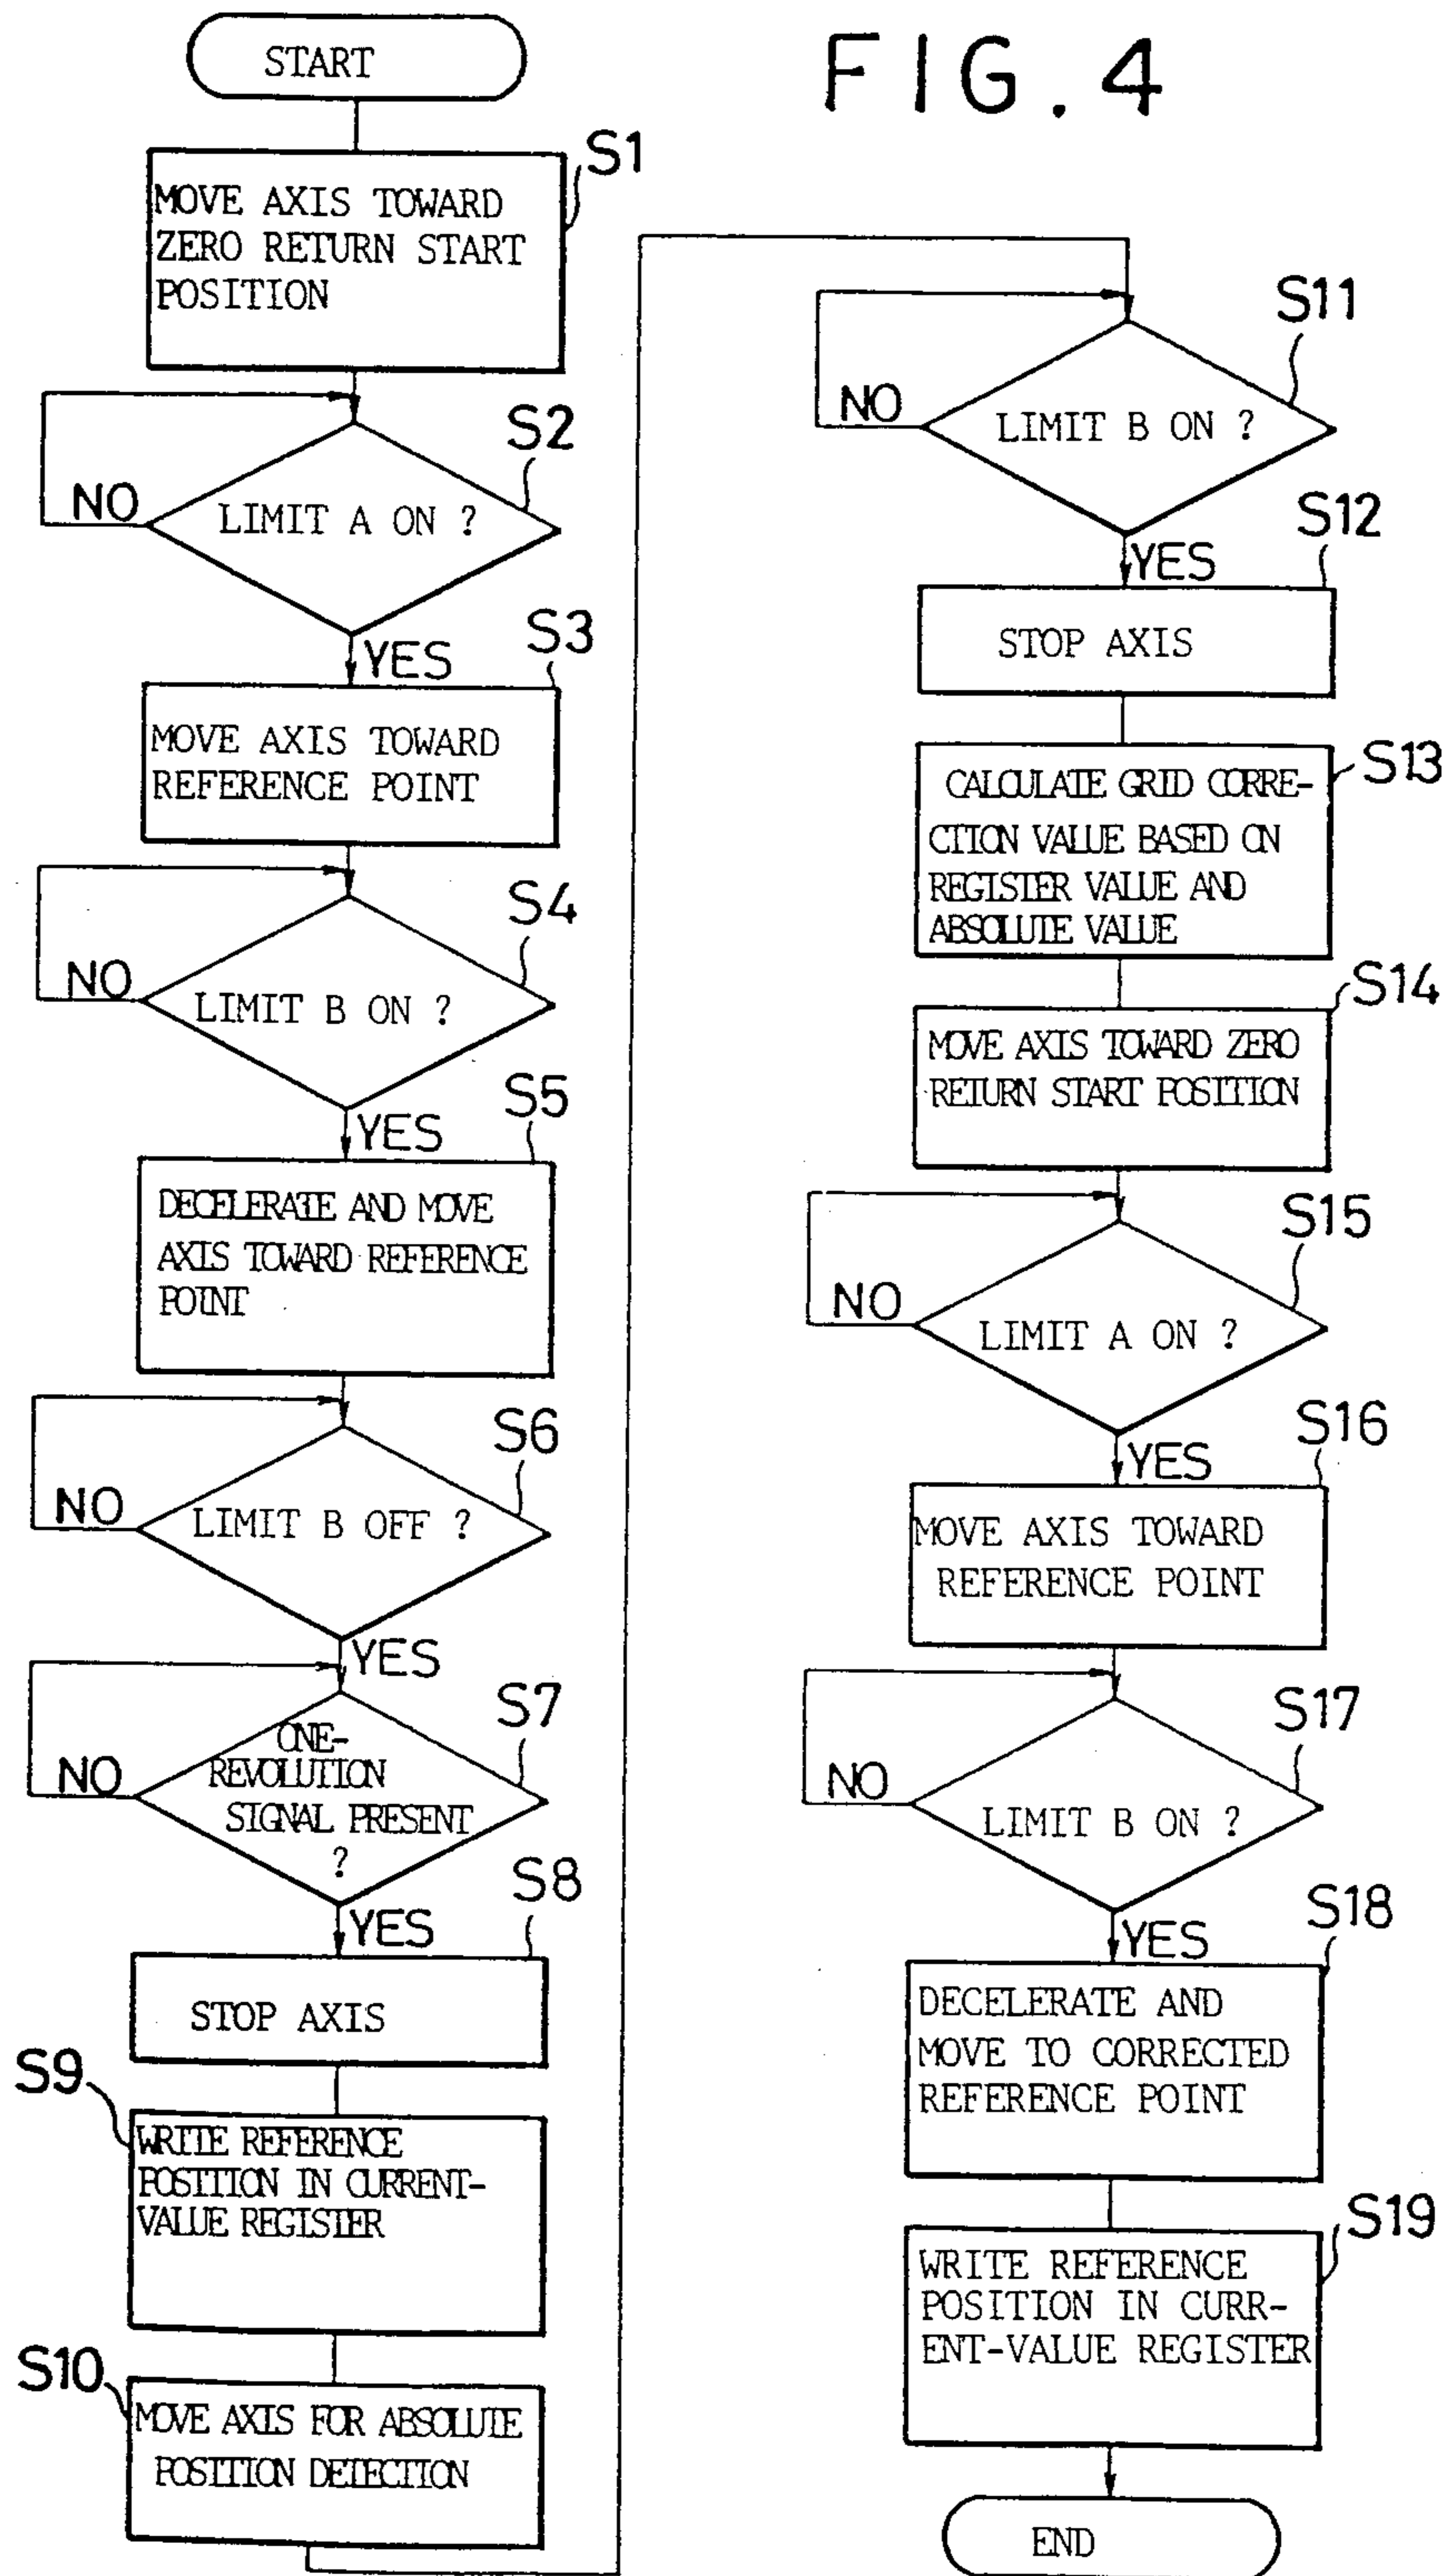 FIG. 4
START
S1
MOVE AXIS TOWARD
ZERO RETURN START
POSITION
S2
LIMIT A ON ?
NO
YES
S3
MOVE AXIS TOWARD
REFERENCE POINT
S4
LIMIT B ON ?
NO
YES
S5
DECELERATE AND MOVE
AXIS TOWARD REFERENCE
POINT
S6
LIMIT B OFF ?
NO
YES
S7
ONE-
REVOLUTION
SIGNAL PRESENT
?
NO
YES
S8
STOP AXIS
S9
WRITE REFERENCE
POSITION IN CURRENT-
VALUE REGISTER
S10
MOVE AXIS FOR ABSOLUTE
POSITION DETECTION
S11
LIMIT B ON ?
NO
YES
S12
STOP AXIS
S13
CALCULATE GRID CORRE-
CTION VALUE BASED ON
REGISTER VALUE AND
ABSOLUTE VALUE
S14
MOVE AXIS TOWARD ZERO
RETURN START POSITION
S15
LIMIT A ON ?
NO
YES
S16
MOVE AXIS TOWARD
REFERENCE POINT
S17
LIMIT B ON ?
NO
YES
S18
DECELERATE AND
MOVE TO CORRECTED
REFERENCE POINT
S19
WRITE REFERENCE
POSITION IN CURR-
ENT-VALUE REGISTER
END